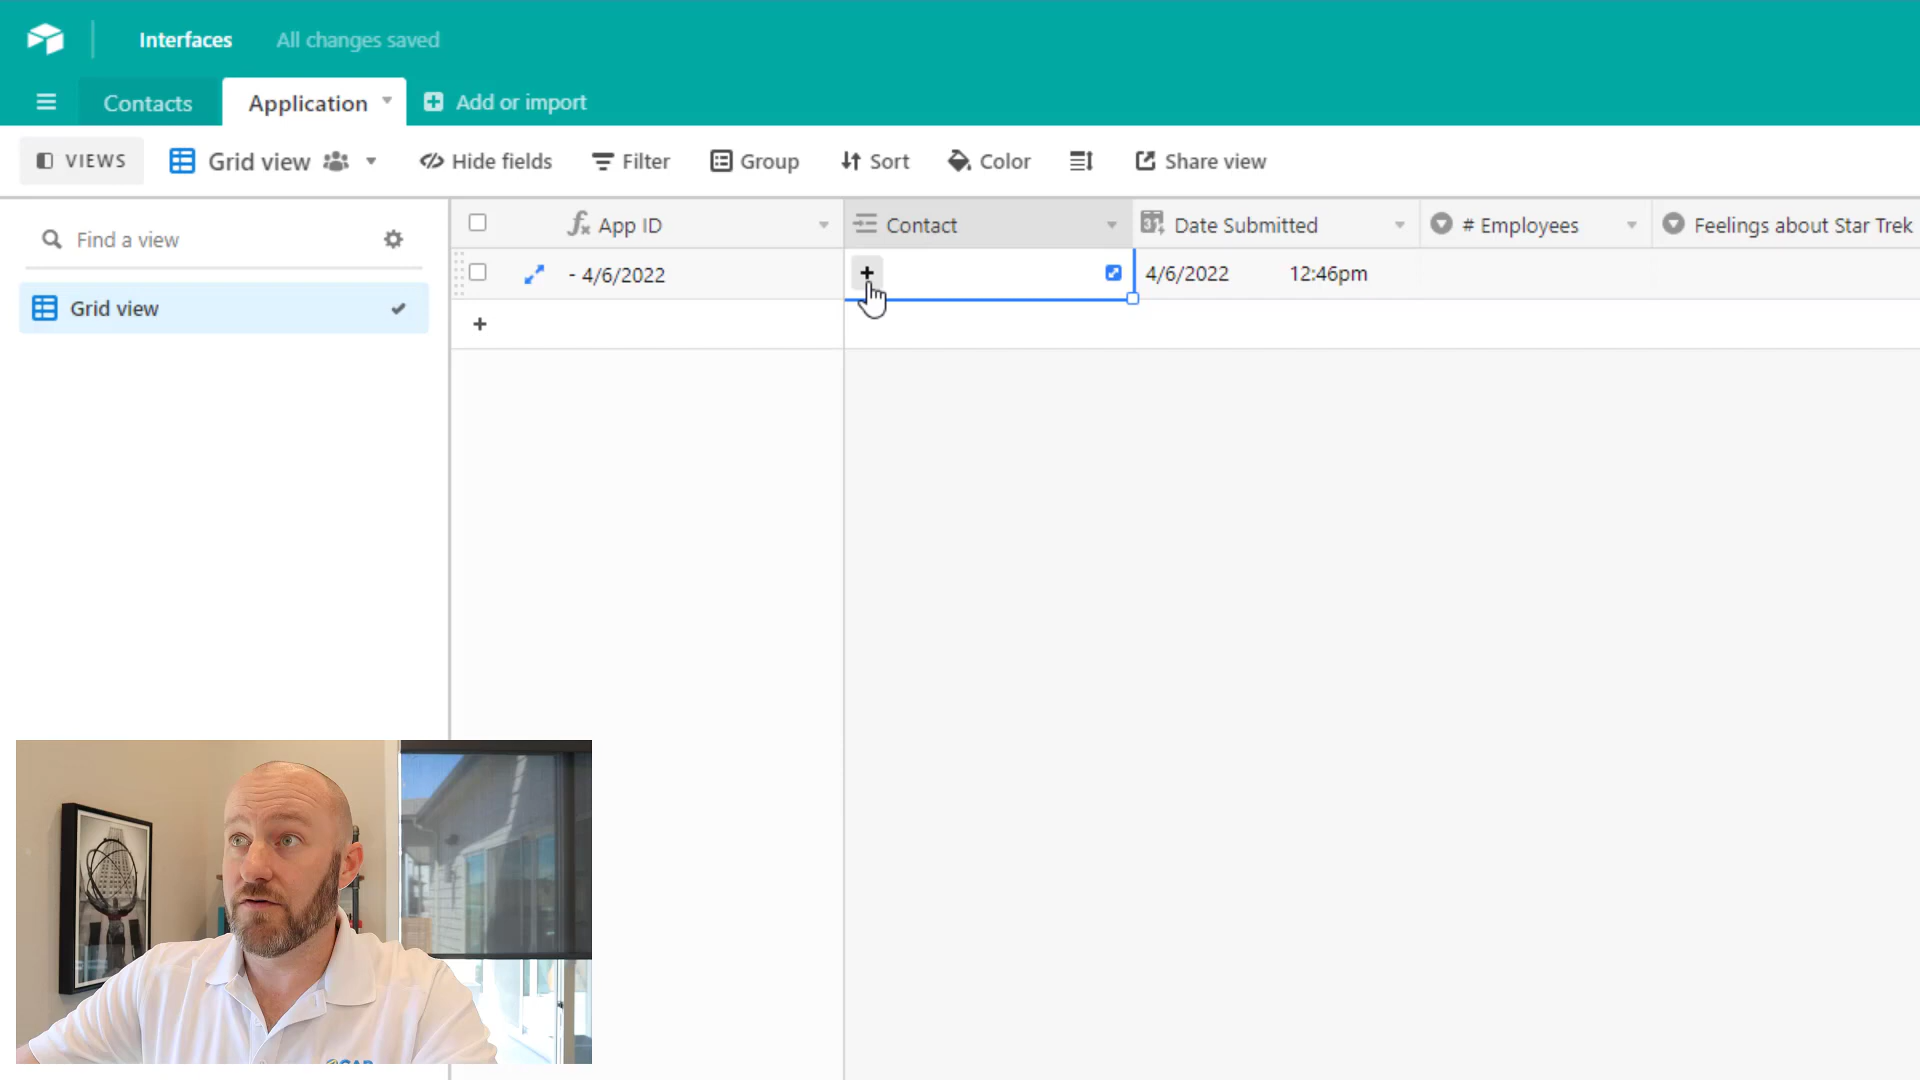 Interfaces All changes saved
Contacts Application Add or import
VIEWS Grid view Hide fields Filter Group Sort Color Share view
Find a view
Grid view
App ID Contact Date Submitted # Employees Feelings about Star Trek
- 4/6/2022 4/6/2022 12:46pm